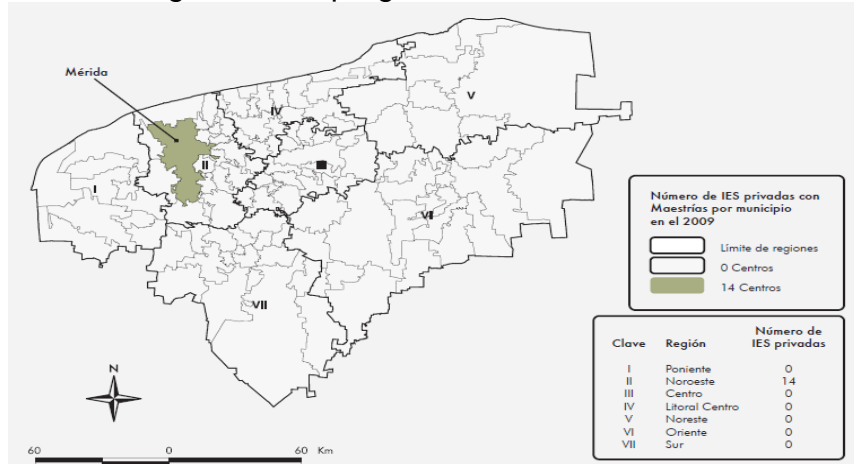 Mérida
I
II
IV
V
VI
VII
N
60 0 60 Km
Número de IES privadas con
Maestrías por municipio
en el 2009
Límite de regiones
0 Centros
14 Centros
Clave Región Número de IES privadas
I Poniente 0
II Noroeste 14
III Centro 0
IV Litoral Centro 0
V Noreste 0
VI Oriente 0
VII Sur 0